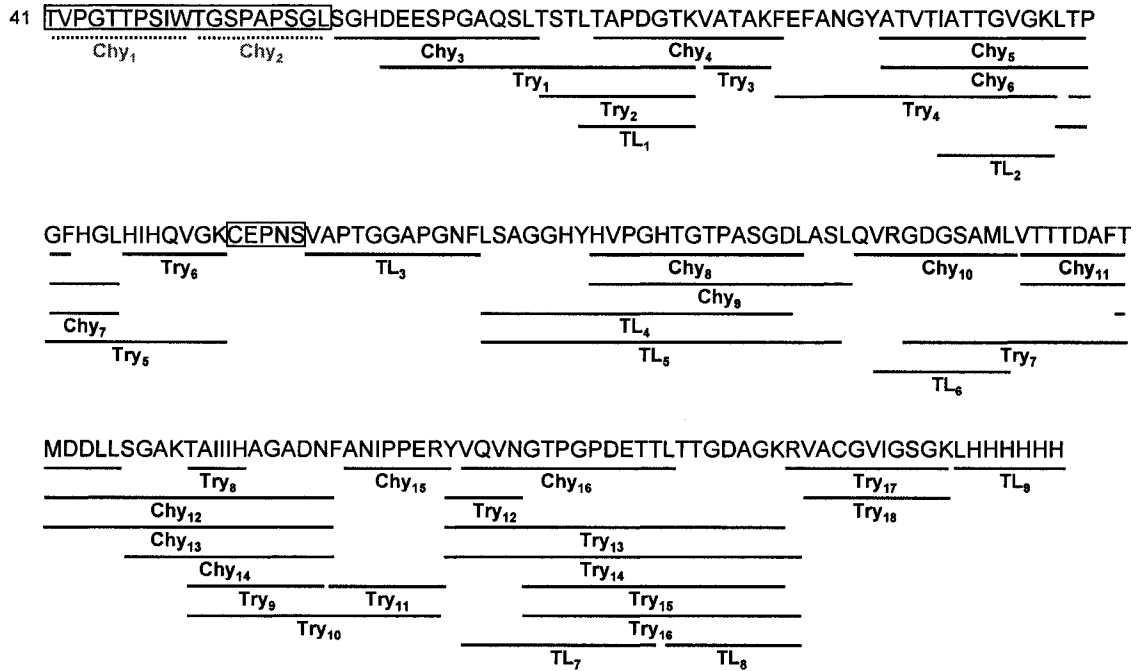 41 TVPGTTPSIWTGSPAPSGLSGHDEESPGAQSLTSTLTAPDGTKVATAKFEFANGYATVTIATTGVGKLTP
Chy1 Chy2 Chy3 Chy4 Chy5
Try1 Try3 Chy6
Try2 Try4
TL1
TL2
GFHGLHIHQVGKCEPNSVAPTGGAPGNFLSAGGHYHVPGHTGTPASGDLASLQVRGDGSAMLVTTTDAFT
Try6 TL3 Chy8 Chy10 Chy11
Chy9
Chy7 TL4
Try5 TL5 Try7
TL6
MDDLLSGAKTAIIIHAGADNFANIPPERYVQVNGTPGPDETTLTTGDAGKRVACGVIGSGKLHHHHHH
Try8 Chy15 Chy16 Try17 TL9
Chy12 Try12 Try18
Chy13 Try13
Chy14 Try14
Try9 Try11 Try15
Try10 Try16
TL7 TL8